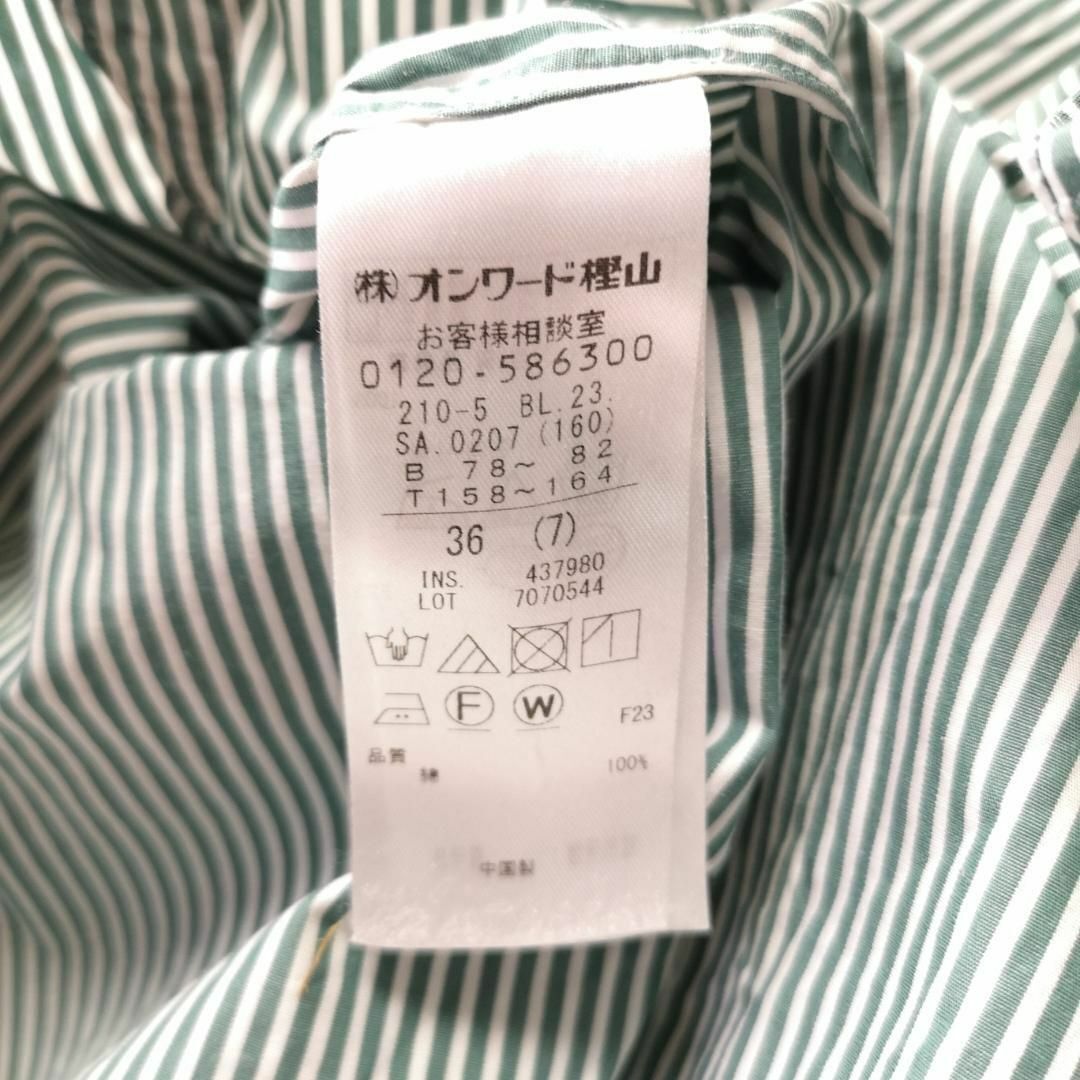 (株)オンワード樫山
お客様相談室
0120-586300
210-5 BL.23.
SA.0207 (160)
B 78～ 82
T158～164
36 (7)
INS. 437980
LOT 7070544
F W F23
品質
綿 100%
中国製